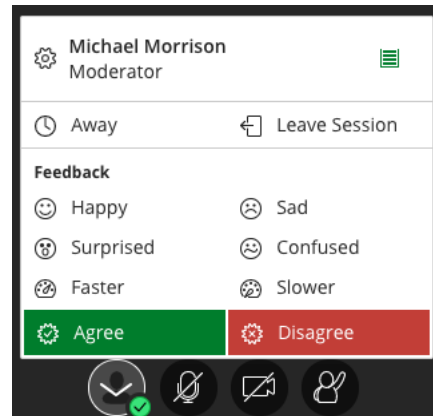 Michael Morrison
Moderator
Away Leave Session
Feedback
Happy Sad
Surprised Confused
Faster Slower
Agree Disagree